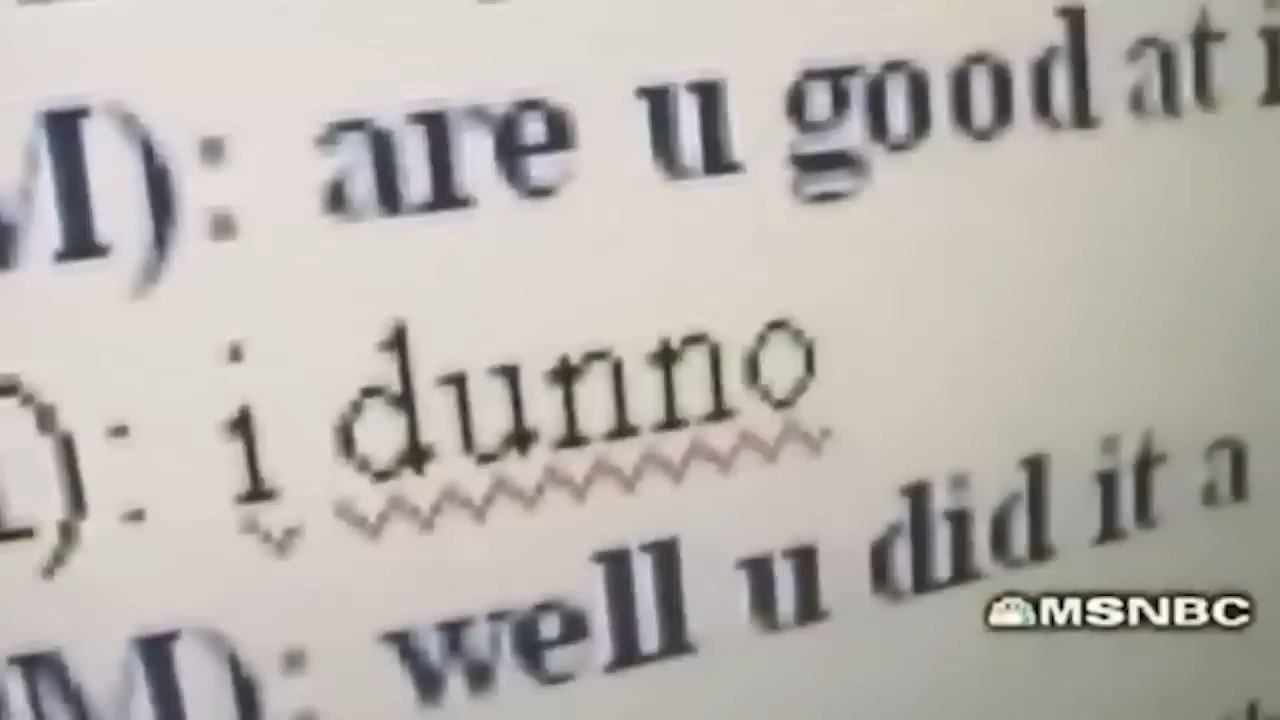 M): are u good at i
): i dunno
M): well u did it a
MSNBC